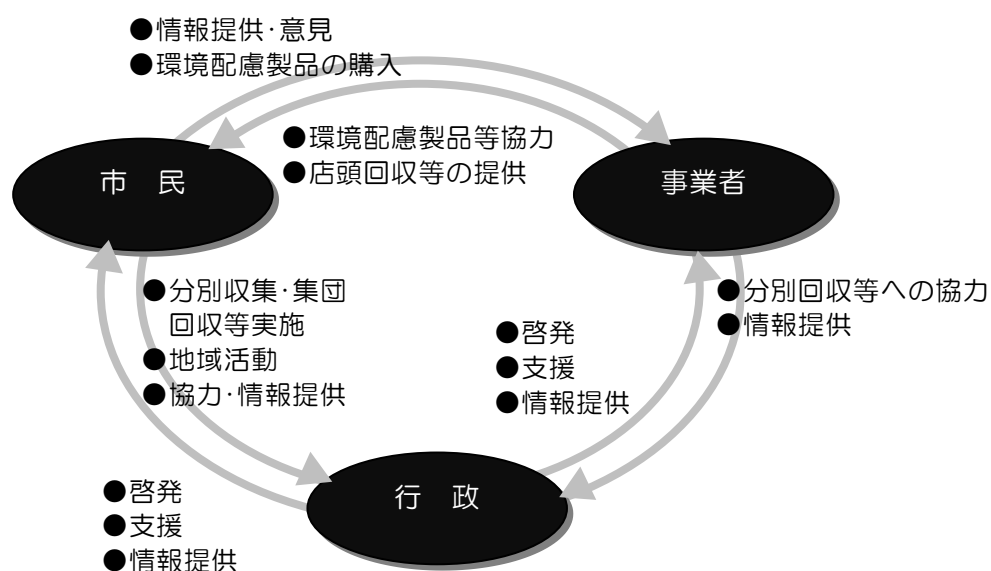 ●情報提供･意見
●環境配慮製品の購入
●環境配慮製品等協力
●店頭回収等の提供
市　民
事業者
●分別収集･集団
回収等実施
●地域活動
●協力･情報提供
●啓発
●支援
●情報提供
●分別回収等への協力
●情報提供
行　政
●啓発
●支援
●情報提供